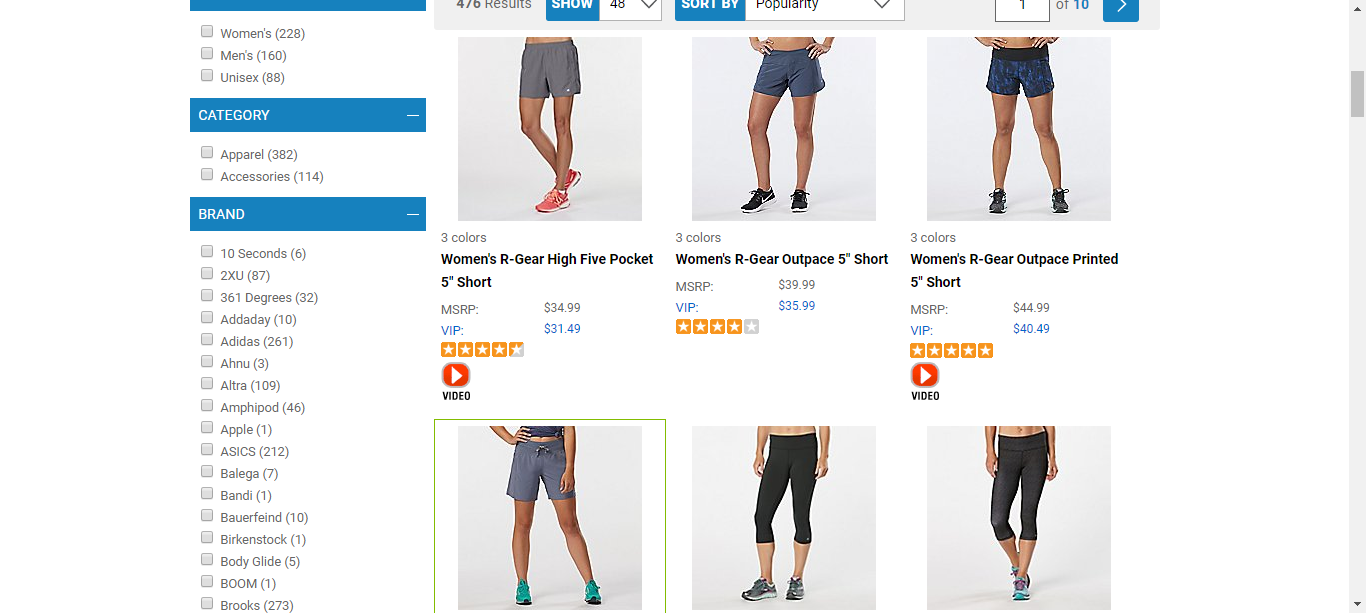 476 Results SHOW 48 SORT BY Popularity 1 of 10
Women's (228)
Men's (160)
Unisex (88)
CATEGORY
Apparel (382)
Accessories (114)
BRAND
10 Seconds (6)
2XU (87)
361 Degrees (32)
Addaday (10)
Adidas (261)
Ahnu (3)
Altra (109)
Amphipod (46)
Apple (1)
ASICS (212)
Balega (7)
Bandi (1)
Bauerfeind (10)
Birkenstock (1)
Body Glide (5)
BOOM (1)
Brooks (273)
3 colors
Women's R-Gear High Five Pocket
5" Short
MSRP: $34.99
VIP: $31.49
VIDEO
3 colors
Women's R-Gear Outpace 5" Short
MSRP: $39.99
VIP: $35.99
3 colors
Women's R-Gear Outpace Printed
5" Short
MSRP: $44.99
VIP: $40.49
VIDEO